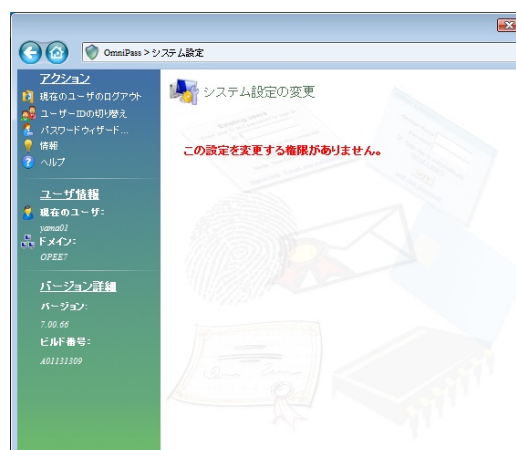 OmniPass > システム設定
アクション
現在のユーザのログアウト
ユーザーIDの切り替え
パスワードウィザード...
情報
ヘルプ
ユーザ情報
現在のユーザ:
yama01
ドメイン:
OPEE7
バージョン詳細
バージョン:
7.00.66
ビルド番号:
A01131309
システム設定の変更
この設定を変更する権限がありません。